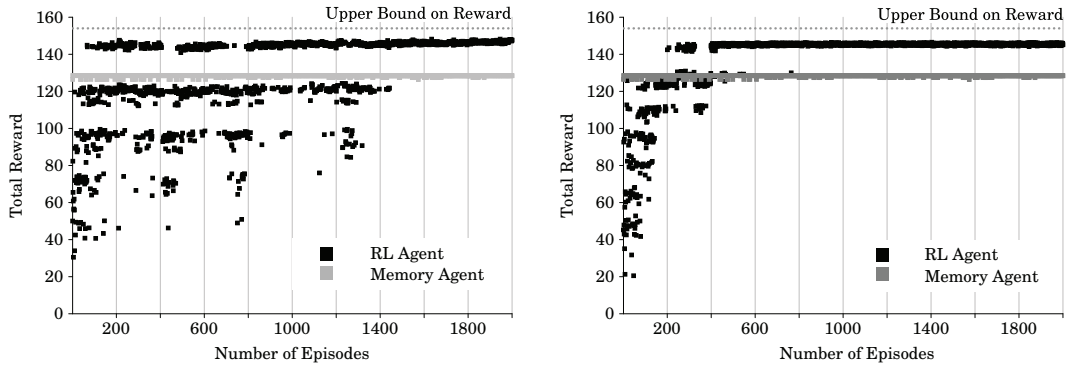 Upper Bound on Reward
160
140
120
100
80
60
40
20
0
Total Reward
RL Agent
Memory Agent
200 600 1000 1400 1800
Number of Episodes
Upper Bound on Reward
160
140
120
100
80
60
40
20
0
Total Reward
RL Agent
Memory Agent
200 600 1000 1400 1800
Number of Episodes